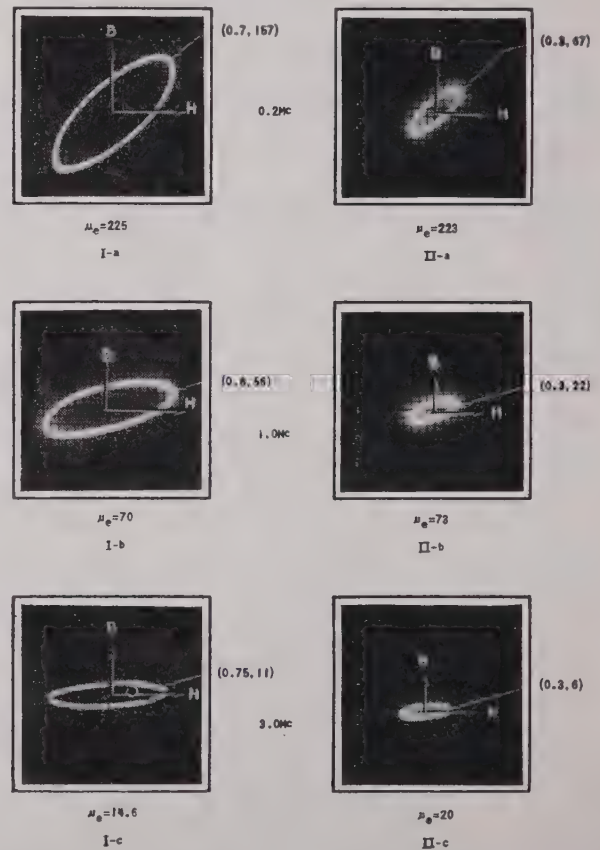 (0.7,157)
(0.3,67)
B
H
0.2Mc
μe=225
μe=223
I-a
II-a
(0.8,56)
(0.3,22)
H
H
1.0Mc
μe=70
μe=73
I-b
II-b
B
(0.75,11)
(0.3,6)
H
3.0Mc
μe=14.6
μe=20
I-c
II-c